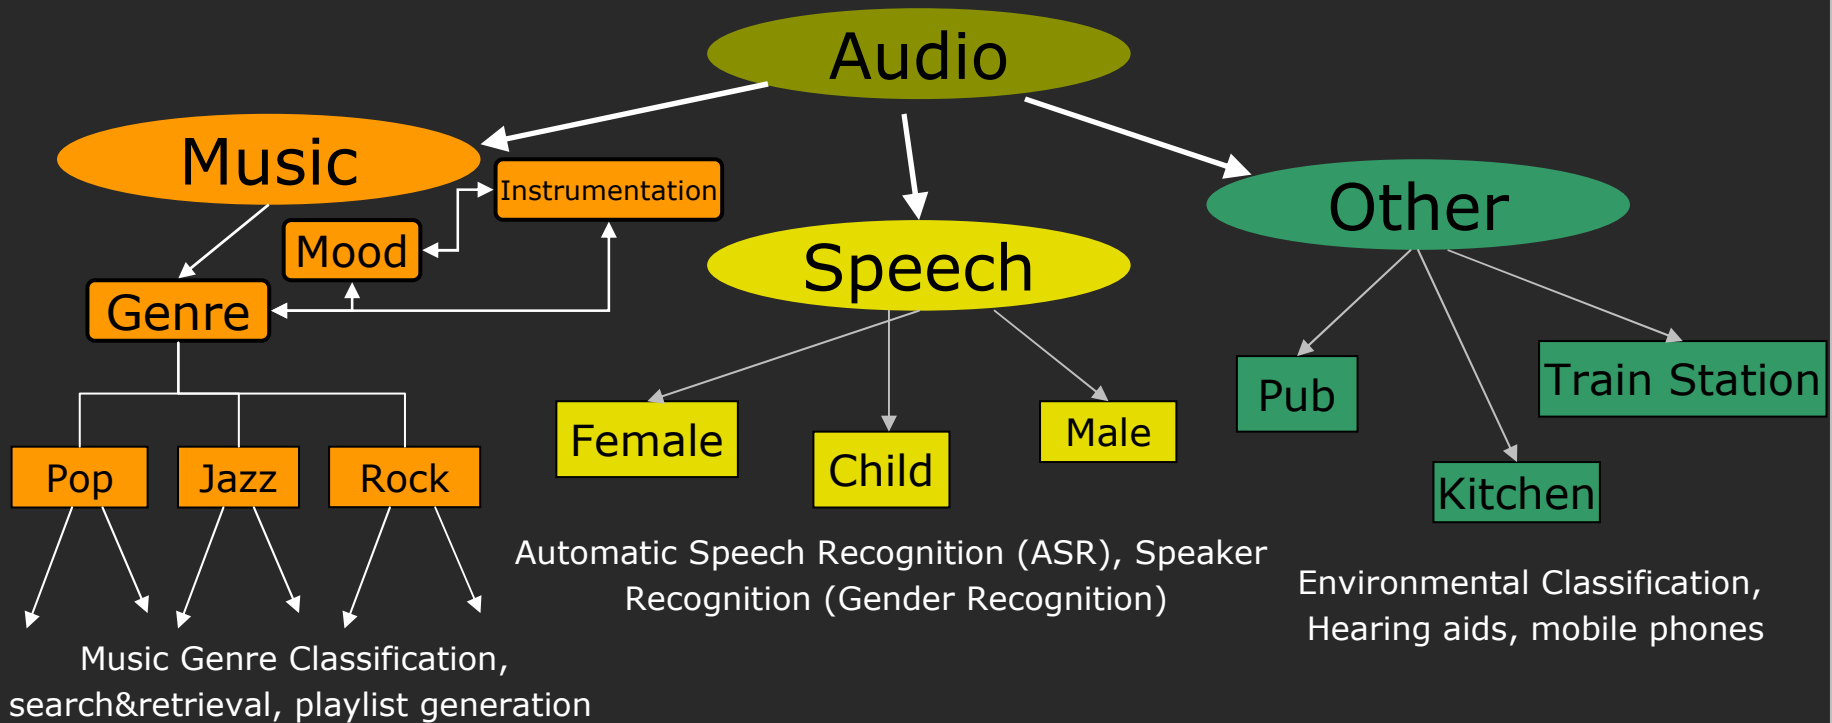 Audio
Music
Instrumentation
Mood
Genre
Pop
Jazz
Rock
Music Genre Classification,
search&retrieval, playlist generation
Speech
Female
Child
Male
Automatic Speech Recognition (ASR), Speaker
Recognition (Gender Recognition)
Other
Pub
Train Station
Kitchen
Environmental Classification,
Hearing aids, mobile phones